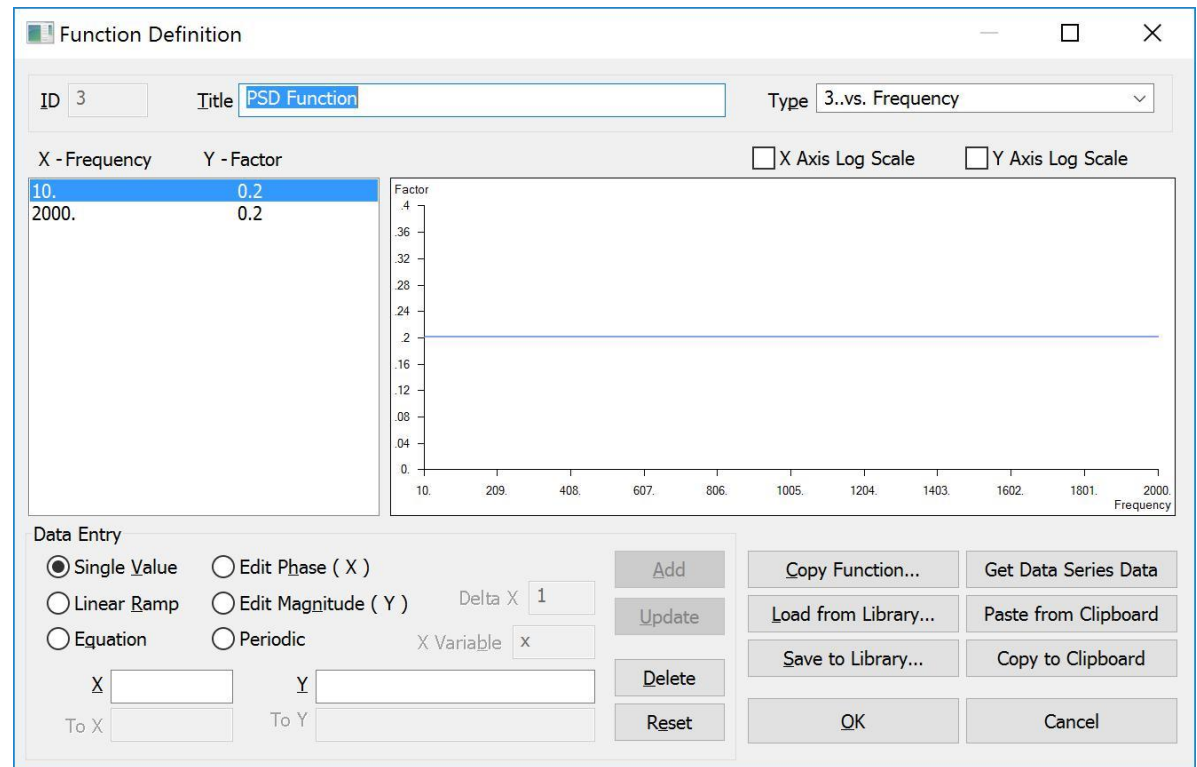 Function Definition
ID 3 Title PSD Function Type 3..vs. Frequency
X - Frequency Y - Factor X Axis Log Scale Y Axis Log Scale
10. 0.2
2000. 0.2
Factor
.4
.36
.32
.28
.24
.2
.16
.12
.08
.04
0.
10. 209. 408. 607. 806. 1005. 1204. 1403. 1602. 1801. 2000.
Frequency
Data Entry
Single Value Edit Phase ( X ) Add Copy Function... Get Data Series Data
Linear Ramp Edit Magnitude ( Y ) Delta X 1 Update Load from Library... Paste from Clipboard
Equation Periodic X Variable x Save to Library... Copy to Clipboard
X Y Delete
To X To Y Reset OK Cancel